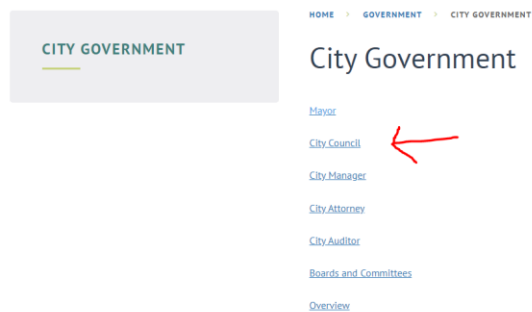 HOME > GOVERNMENT > CITY GOVERNMENT
CITY GOVERNMENT
City Government
Mayor
City Council
City Manager
City Attorney
City Auditor
Boards and Committees
Overview